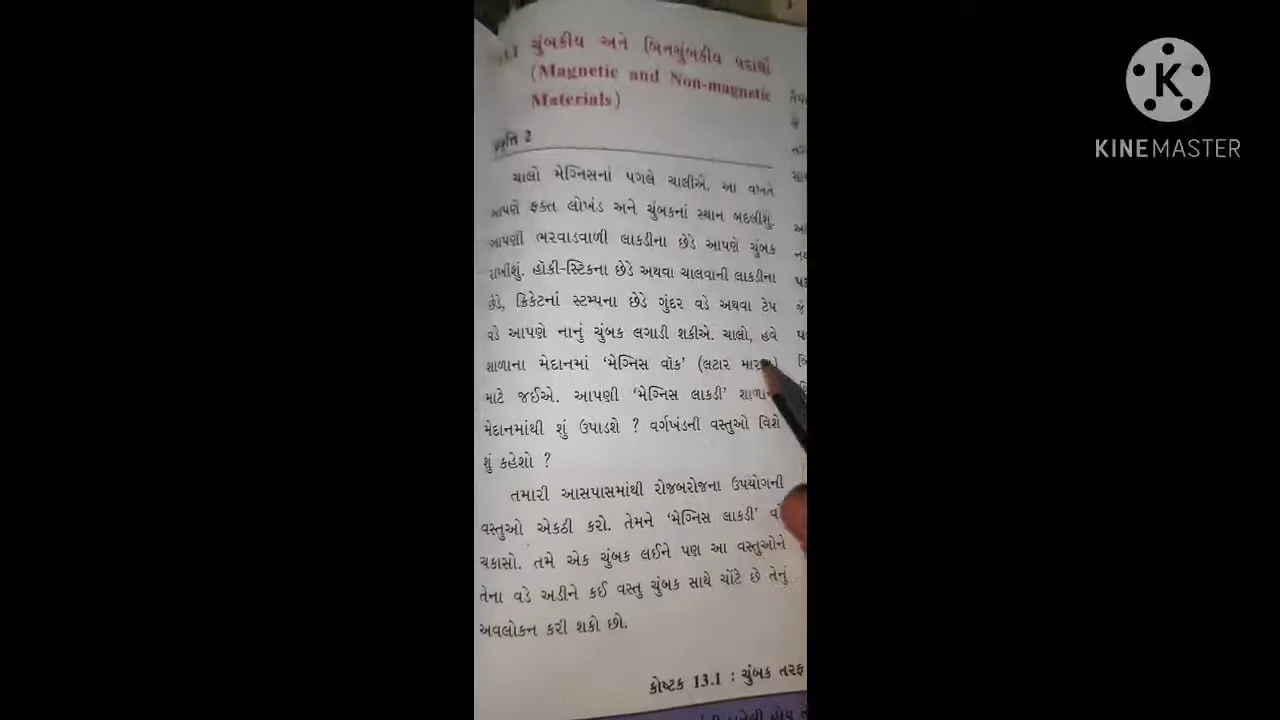 ચુંબકીય અને બિનચુંબકીય પદાર્થો
(Magnetic and Non-magnetic
Materials)
પ્રવૃત્તિ 2
ચાલો મેગ્નિસનાં પગલે ચાલીએ. આ વખતે
આપણે ફક્ત લોખંડ અને ચુંબકનાં સ્થાન બદલીશું.
આપણી ભરવાડવાળી લાકડીના છેડે આપણે ચુંબક
રાખીશું. હૉકી-સ્ટિકના છેડે અથવા ચાલવાની લાકડીના
છેડે, ક્રિકેટનાં સ્ટમ્પના છેડે ગુંદર વડે અથવા ટેપ
વડે આપણે નાનું ચુંબક લગાડી શકીએ. ચાલો, હવે
શાળાના મેદાનમાં ‘મેગ્નિસ વૉક’ (લટાર
માટે જઈએ. આપણી ‘મેગ્નિસ લાકડી’
મેદાનમાંથી શું ઉપાડશે ? વર્ગખંડની વસ્તુઓ વિશે
શું કહેશો ?
તમારી આસપાસમાંથી રોજબરોજના ઉપયોગની
વસ્તુઓ એકઠી કરો. તેમને ‘મેગ્નિસ લાકડી’
ચકાસો. તમે એક ચુંબક લઈને પણ આ વસ્તુઓને
તેના વડે અડીને કઈ વસ્તુ ચુંબક સાથે ચોંટે છે તેનું
અવલોકન કરી શકો છો.
કોષ્ટક 13.1 : ચુંબક તરફ
KINEMASTER